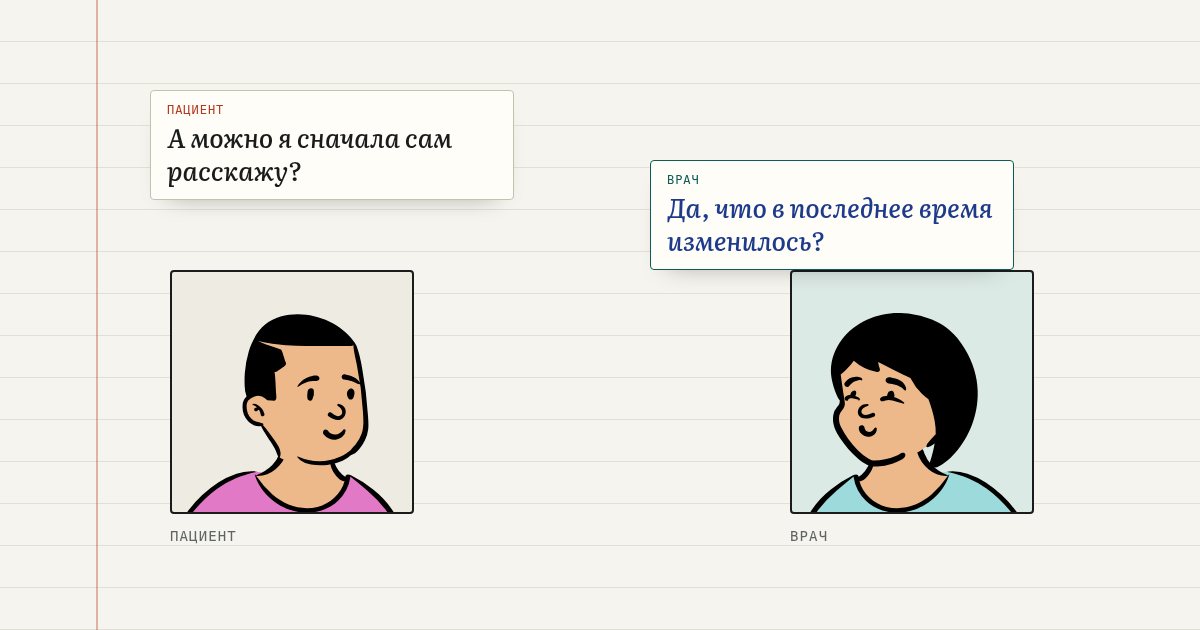 ПАЦИЕНТ
А можно я сначала сам
расскажу?
ВРАЧ
Да, что в последнее время
изменилось?
ПАЦИЕНТ
ВРАЧ